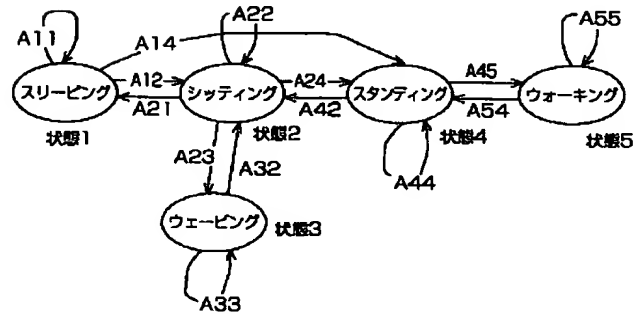 A11
A14
A22
A55
スリーピング
A12
シッティング
A24
スタンディング
A45
ウォーキング
A21
A42
A54
状態1
状態2
状態4
状態5
A23
A32
A44
ウェービング
状態3
A33